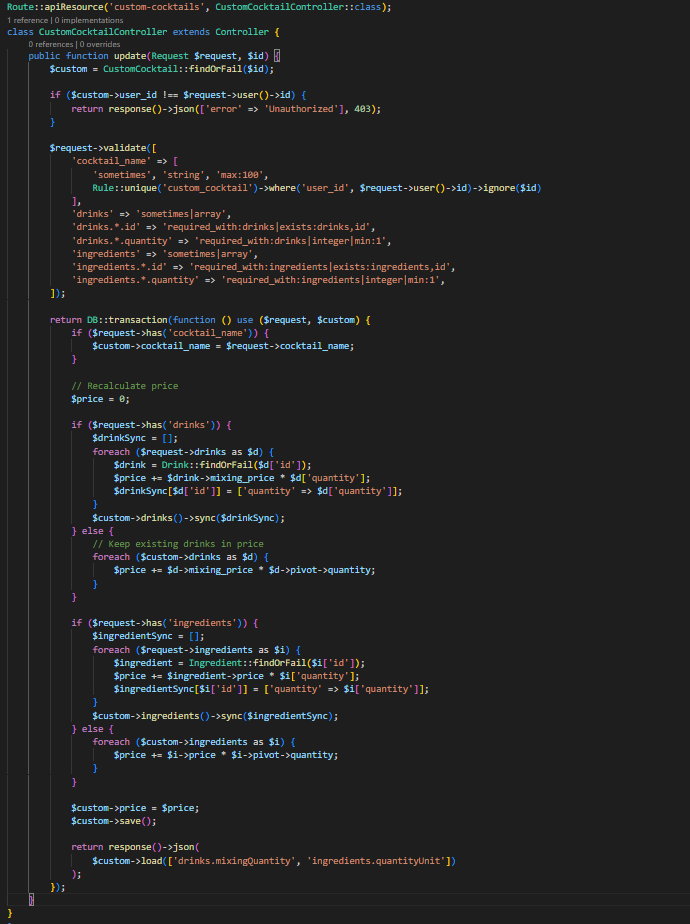 Route::apiResource('custom-cocktails', CustomCocktailController::class);
1 reference | 0 implementations
class CustomCocktailController extends Controller {
0 references | 0 overrides
public function update(Request $request, $id) {
$custom = CustomCocktail::findOrFail($id);
if ($custom->user_id !== $request->user()->id) {
return response()->json(['error' => 'Unauthorized'], 403);
}
$request->validate([
'cocktail_name' => [
'sometimes', 'string', 'max:100',
Rule::unique('custom_cocktail')->where('user_id', $request->user()->id)->ignore($id)
],
'drinks' => 'sometimes|array',
'drinks.*.id' => 'required_with:drinks|exists:drinks,id',
'drinks.*.quantity' => 'required_with:drinks|integer|min:1',
'ingredients' => 'sometimes|array',
'ingredients.*.id' => 'required_with:ingredients|exists:ingredients,id',
'ingredients.*.quantity' => 'required_with:ingredients|integer|min:1',
]);
return DB::transaction(function () use ($request, $custom) {
if ($request->has('cocktail_name')) {
$custom->cocktail_name = $request->cocktail_name;
}
// Recalculate price
$price = 0;
if ($request->has('drinks')) {
$drinkSync = [];
foreach ($request->drinks as $d) {
$drink = Drink::findOrFail($d['id']);
$price += $drink->mixing_price * $d['quantity'];
$drinkSync[$d['id']] = ['quantity' => $d['quantity']];
}
$custom->drinks()->sync($drinkSync);
} else {
// Keep existing drinks in price
foreach ($custom->drinks as $d) {
$price += $d->mixing_price * $d->pivot->quantity;
}
}
if ($request->has('ingredients')) {
$ingredientSync = [];
foreach ($request->ingredients as $i) {
$ingredient = Ingredient::findOrFail($i['id']);
$price += $ingredient->price * $i['quantity'];
$ingredientSync[$i['id']] = ['quantity' => $i['quantity']];
}
$custom->ingredients()->sync($ingredientSync);
} else {
foreach ($custom->ingredients as $i) {
$price += $i->price * $i->pivot->quantity;
}
}
$custom->price = $price;
$custom->save();
return response()->json(
$custom->load(['drinks.mixingQuantity', 'ingredients.quantityUnit'])
);
});
}
}